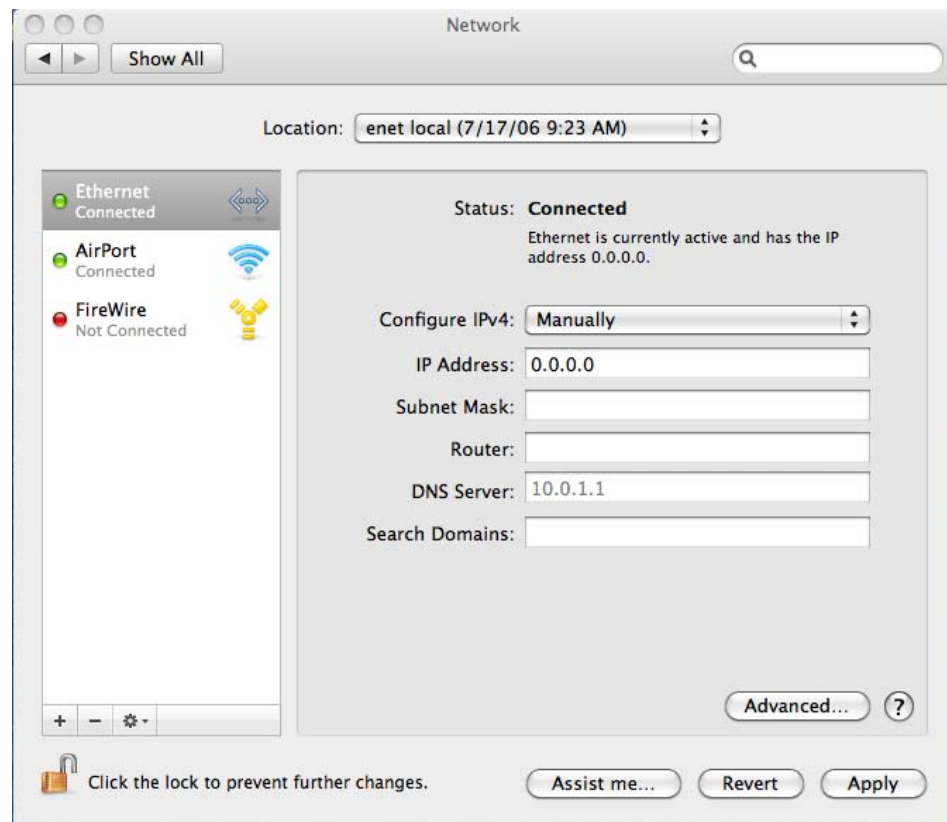 Network
Show All
Location: enet local (7/17/06 9:23 AM)
Ethernet
Connected
AirPort
Connected
FireWire
Not Connected
Status: Connected
Ethernet is currently active and has the IP
address 0.0.0.0.
Configure IPv4: Manually
IP Address: 0.0.0.0
Subnet Mask:
Router:
DNS Server: 10.0.1.1
Search Domains:
Advanced... ?
+ −
Click the lock to prevent further changes.
Assist me... Revert Apply